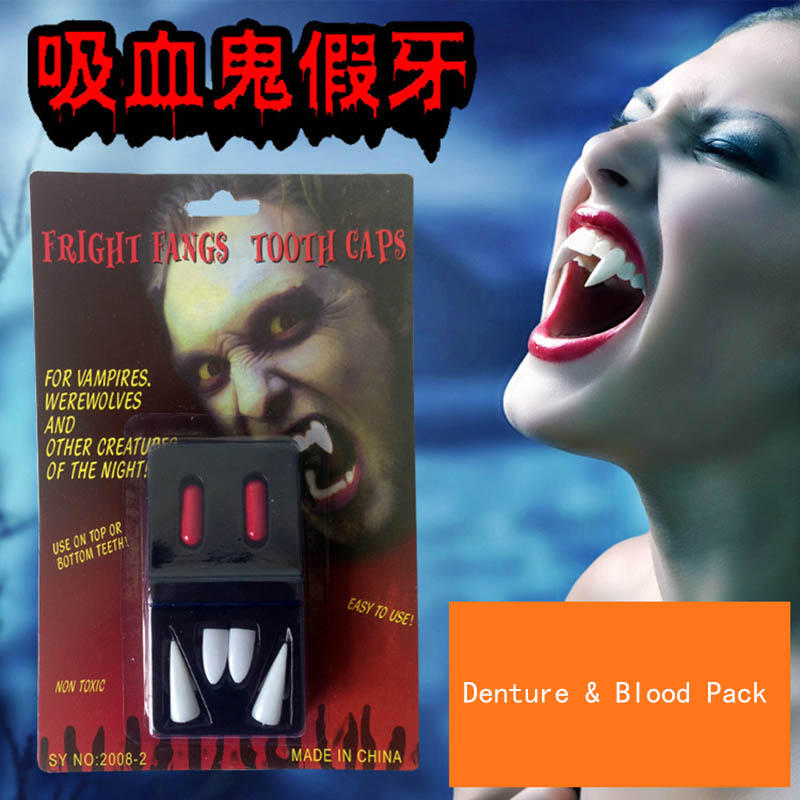 吸血鬼假牙
FRIGHT FANGS TOOTH CAPS
FOR VAMPIRES.
WEREWOLVES
AND
OTHER CREATURES
OF THE NIGHT!
USE ON TOP OR
BOTTOM TEETH!
EASY TO USE!
NON TOXIC
SY NO:2008-2
MADE IN CHINA
Denture & Blood Pack